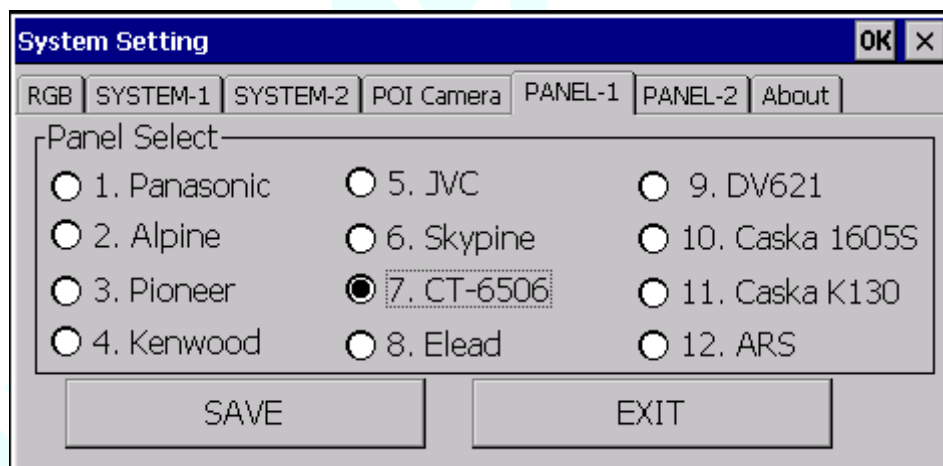 System Setting OK ×
RGB SYSTEM-1 SYSTEM-2 POI Camera PANEL-1 PANEL-2 About
Panel Select
1. Panasonic 5. JVC 9. DV621
2. Alpine 6. Skypine 10. Caska 1605S
3. Pioneer 7. CT-6506 11. Caska K130
4. Kenwood 8. Elead 12. ARS
SAVE EXIT